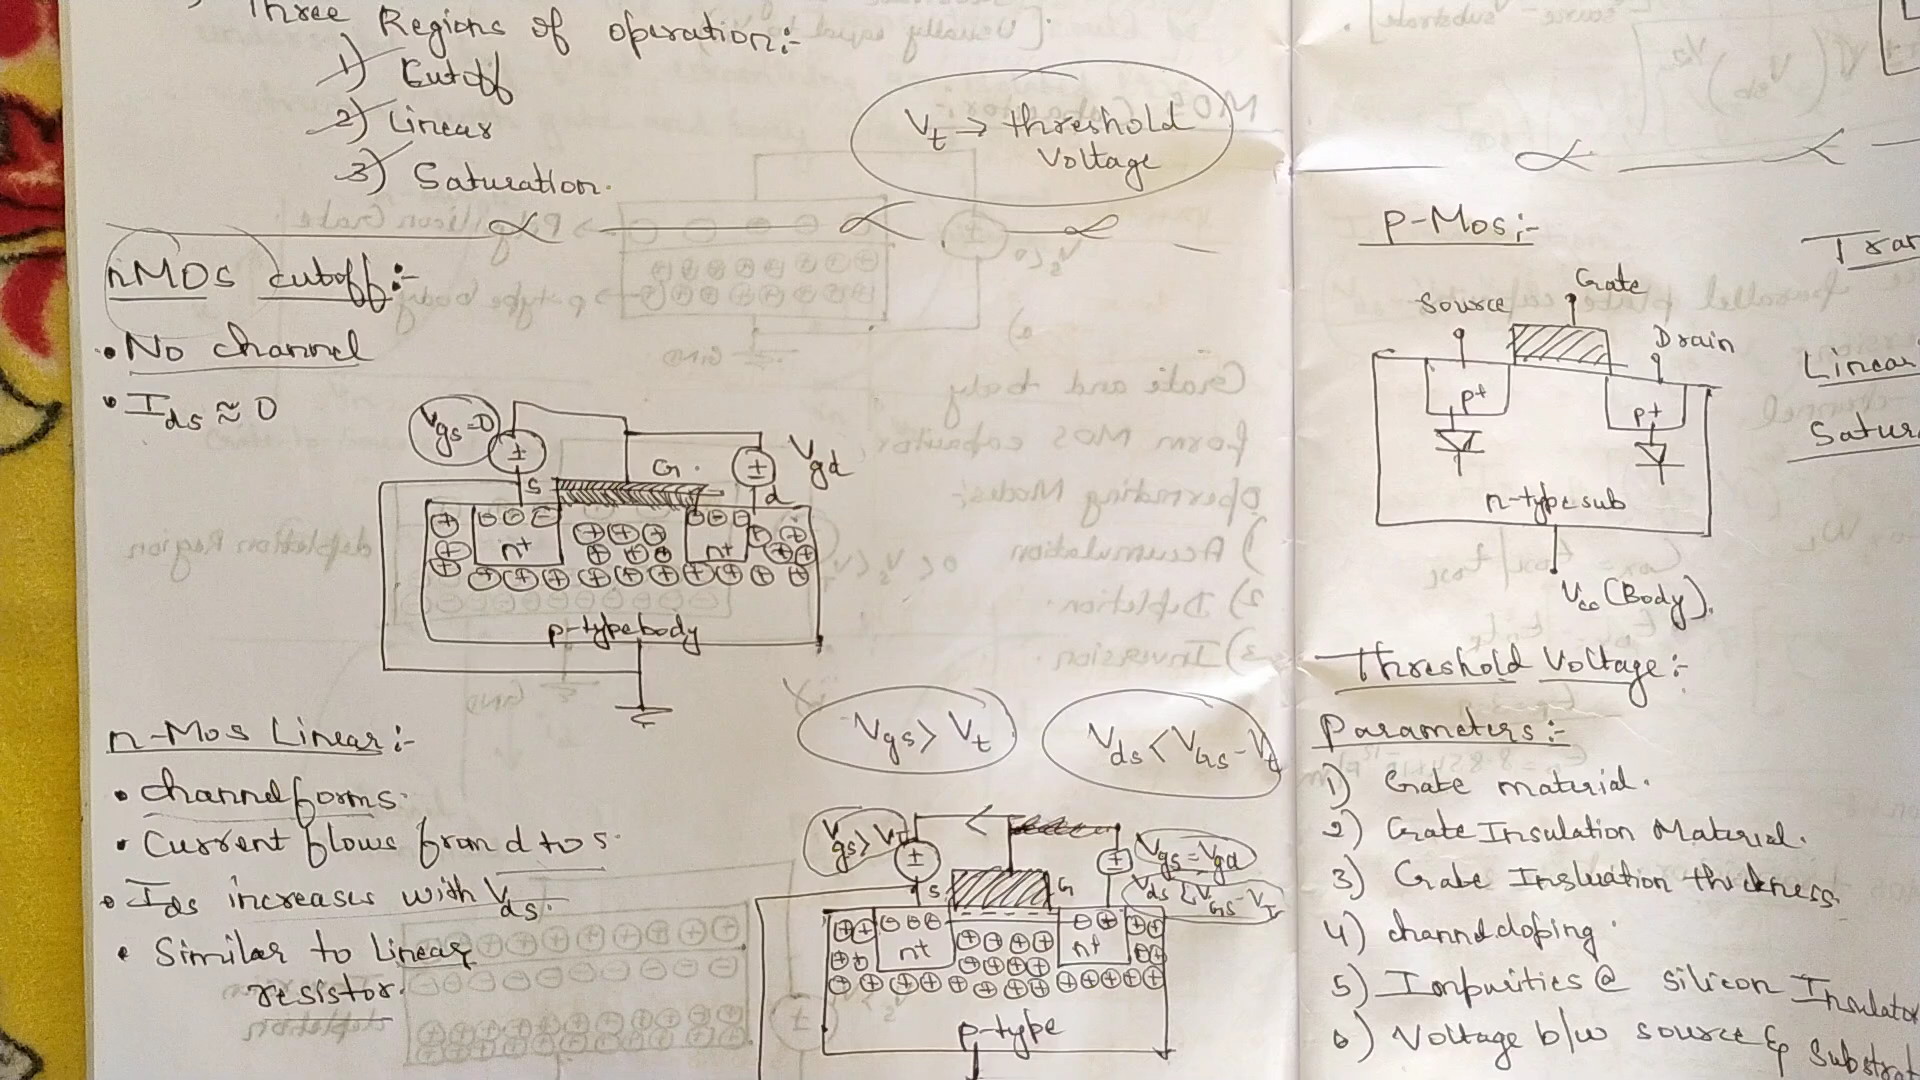 Three Regions of operation:-
1) Cutoff
2) Linear
3) Saturation.
Vt → threshold
Voltage
nMOS cutoff:-
• No channel
• Ids ≈ 0
Vgs=0
±
±
Vgd
G
s
d
n+
n+
p-type body
n-Mos Linear:-
Vgs > Vt
Vds < VGs - Vt
• channel forms.
• Current flows from d to s.
• Ids increases with Vds.
• Similar to Linear
resistor.
Vgs > VT
±
±
Vgs = Vgd
Vds < VGs - VT
s
G
n+
n+
p-type
p-Mos:-
Gate
Source
Drain
p+
p+
n-type sub
(Body).
Threshold Voltage:-
Parameters:-
1) Gate material.
2) Gate Insulation Material.
3) Gate Insluation thickness.
4) channel doping.
5) Impurities @ silicon Insulator
6) Voltage b/w source & Substrat
Tran
Linear
Satur